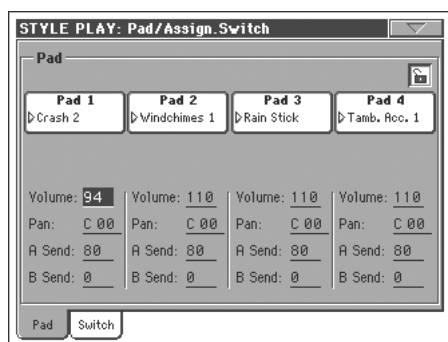 STYLE PLAY: Pad/Assign.Switch
Pad
Pad 1 Pad 2 Pad 3 Pad 4
Crash 2 Windchimes 1 Rain Stick Tamb. Acc. 1
Volume: 94 Volume: 110 Volume: 110 Volume: 110
Pan: C 00 Pan: C 00 Pan: C 00 Pan: C 00
A Send: 80 A Send: 80 A Send: 80 A Send: 80
B Send: 0 B Send: 0 B Send: 0 B Send: 0
Pad Switch